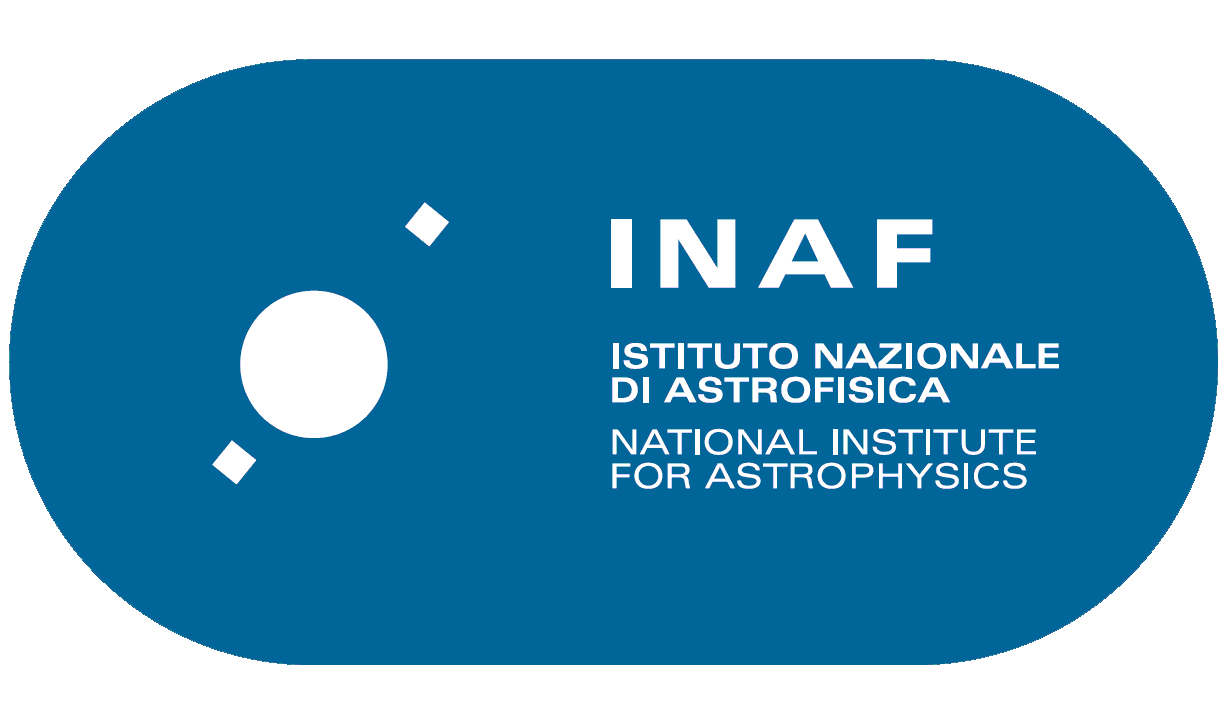 INAF
ISTITUTO NAZIONALE
DI ASTROFISICA
NATIONAL INSTITUTE
FOR ASTROPHYSICS